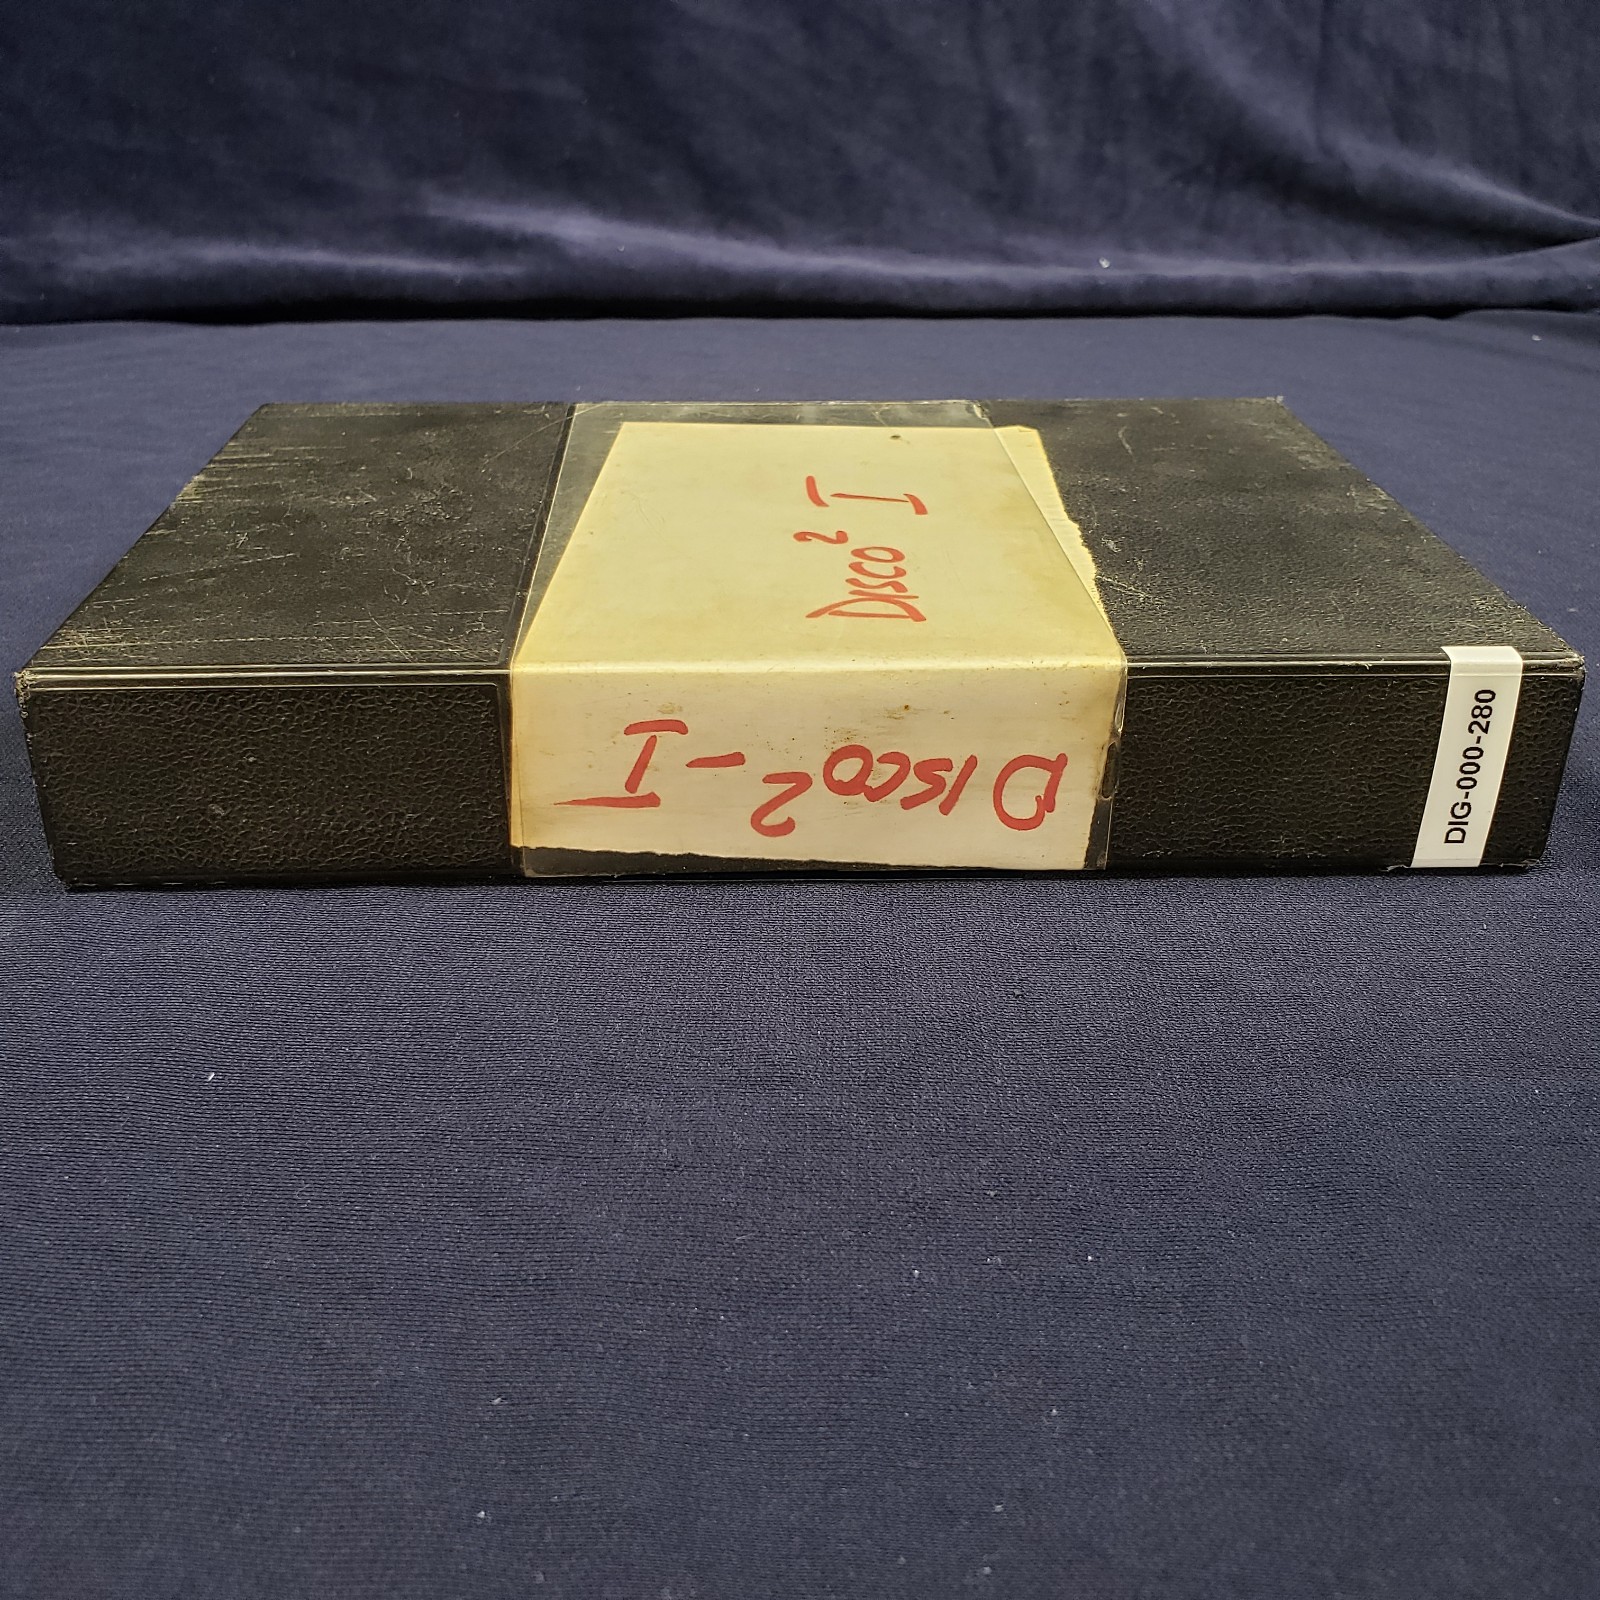 Disco² I
Disco² - I
DIG-000-280